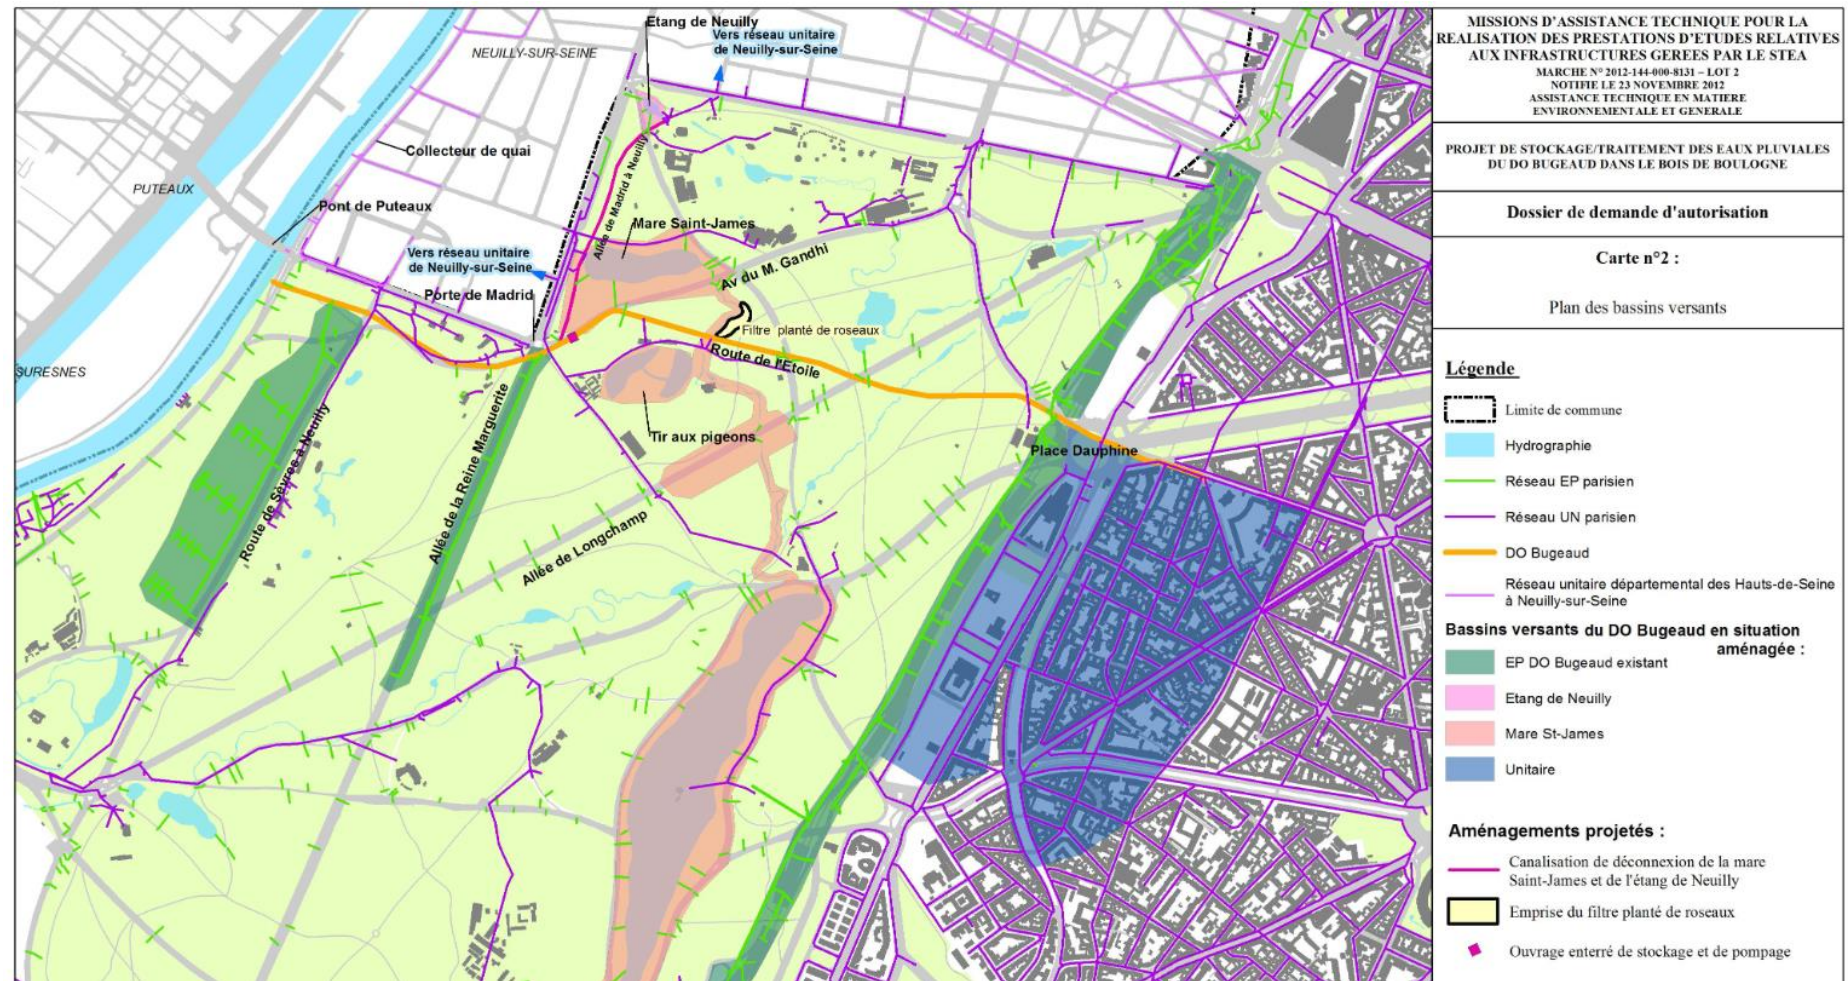 Etang de Neuilly
Vers réseau unitaire
de Neuilly-sur-Seine
NEUILLY-SUR-SEINE
Collecteur de quai
PUTEAUX
Pont de Puteaux
Allée de Madrid à Neuilly
Mare Saint-James
Vers réseau unitaire
de Neuilly-sur-Seine
Av du M. Gandhi
Porte de Madrid
Filtre planté de roseaux
Route de l'Etoile
SURESNES
Tir aux pigeons
Place Dauphine
Route de Sèvres à Neuilly
Allée de la Reine Marguerite
Allée de Longchamp
MISSIONS D'ASSISTANCE TECHNIQUE POUR LA
REALISATION DES PRESTATIONS D'ETUDES RELATIVES
AUX INFRASTRUCTURES GEREES PAR LE STEA
MARCHE N° 2012-144-000-8131 – LOT 2
NOTIFIE LE 23 NOVEMBRE 2012
ASSISTANCE TECHNIQUE EN MATIERE
ENVIRONNEMENTALE ET GENERALE
PROJET DE STOCKAGE/TRAITEMENT DES EAUX PLUVIALES
DU DO BUGEAUD DANS LE BOIS DE BOULOGNE
Dossier de demande d'autorisation
Carte n°2 :
Plan des bassins versants
Légende
Limite de commune
Hydrographie
Réseau EP parisien
Réseau UN parisien
DO Bugeaud
Réseau unitaire départemental des Hauts-de-Seine
à Neuilly-sur-Seine
Bassins versants du DO Bugeaud en situation
aménagée :
EP DO Bugeaud existant
Etang de Neuilly
Mare St-James
Unitaire
Aménagements projetés :
Canalisation de déconnexion de la mare
Saint-James et de l'étang de Neuilly
Emprise du filtre planté de roseaux
Ouvrage enterré de stockage et de pompage